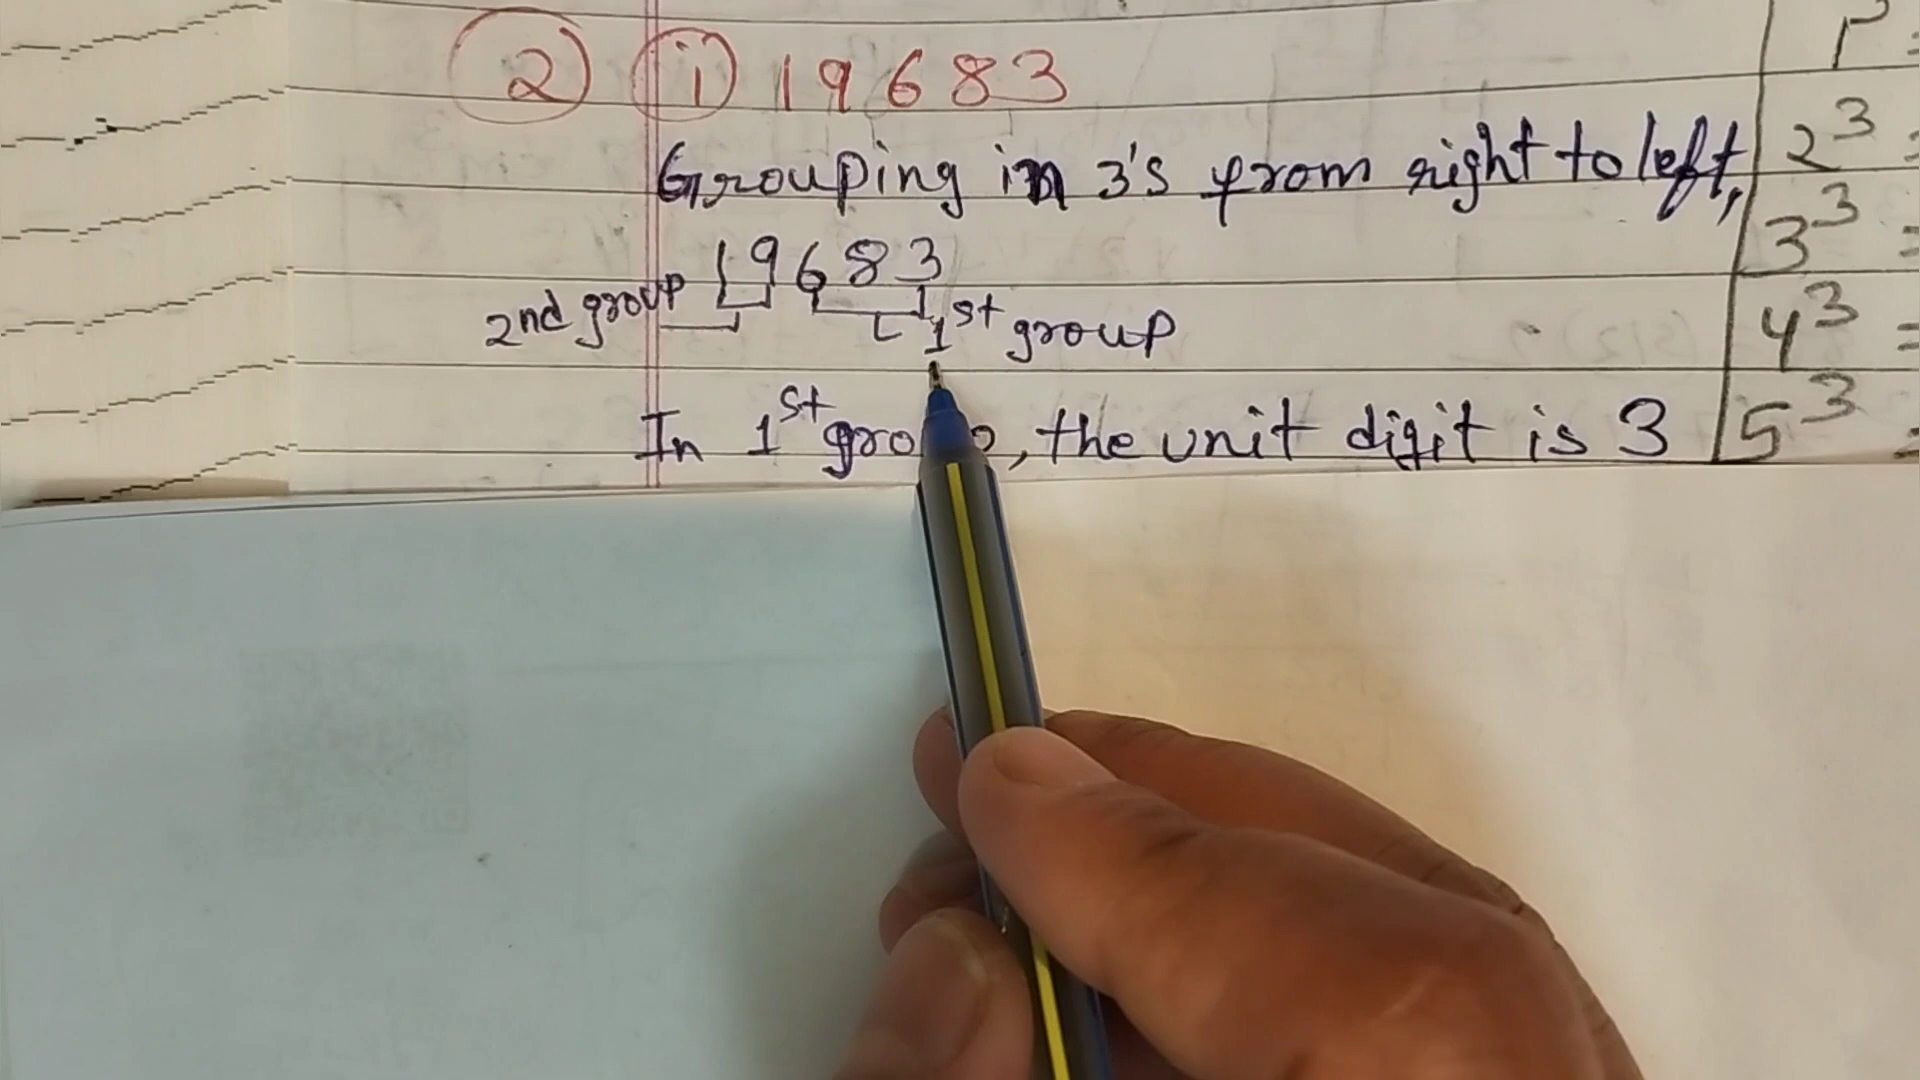 2 i 19683
Grouping in 3's from right to left,
19683
2nd group 1st group
In 1st group, the unit digit is 3
1³ =
2³ =
3³ =
4³ =
5³ =